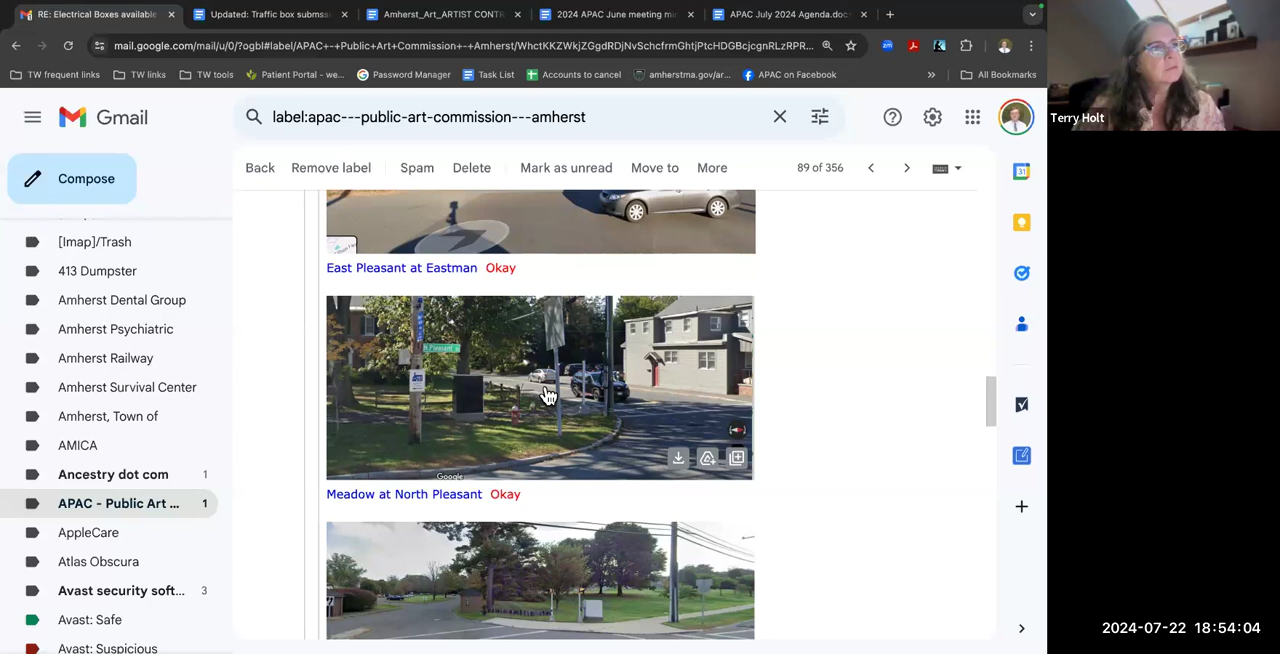 RE: Electrical Boxes available
Updated: Traffic box submss
Amherst_Art_ARTIST CONTR
2024 APAC June meeting mi
APAC July 2024 Agenda.doc
mail.google.com/mail/u/0/?ogbl#label/APAC+-+Public+Art+Commission+-+Amherst/WhctKKZWkjZGgdRDjNvSchcfrmGhtjPtcHDGBcjcgnRLzRPR...
TW frequent links
TW links
TW tools
Patient Portal - we...
Password Manager
Task List
Accounts to cancel
amherstma.gov/ar...
APAC on Facebook
»
All Bookmarks
Terry Holt
Gmail
label:apac---public-art-commission---amherst
Compose
Back
Remove label
Spam
Delete
Mark as unread
Move to
More
89 of 356
31
[Imap]/Trash
413 Dumpster
Amherst Dental Group
Amherst Psychiatric
Amherst Railway
Amherst Survival Center
Amherst, Town of
AMICA
Ancestry dot com 1
APAC - Public Art ... 1
AppleCare
Atlas Obscura
Avast security soft... 3
Avast: Safe
Avast: Suspicious
East Pleasant at Eastman Okay
Google
Meadow at North Pleasant Okay
2024-07-22 18:54:04